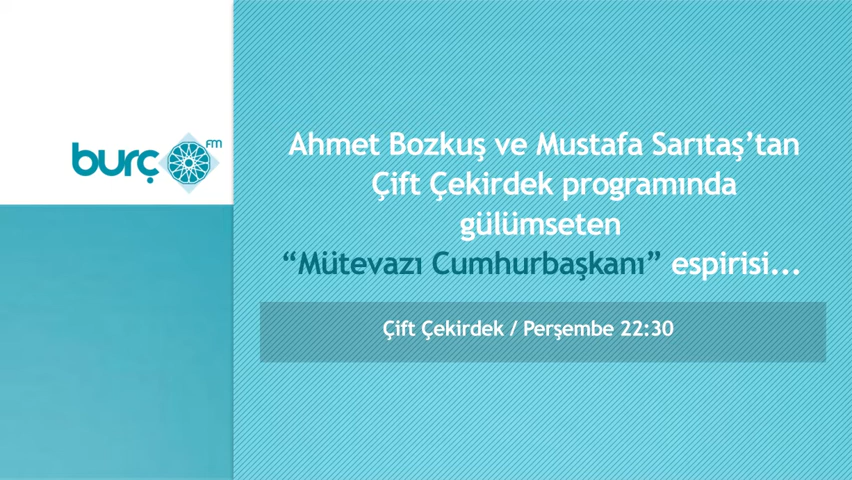 burç FM
Ahmet Bozkuş ve Mustafa Sarıtaş’tan
Çift Çekirdek programında
gülümseten
“Mütevazı Cumhurbaşkanı” espirisi...
Çift Çekirdek / Perşembe 22:30